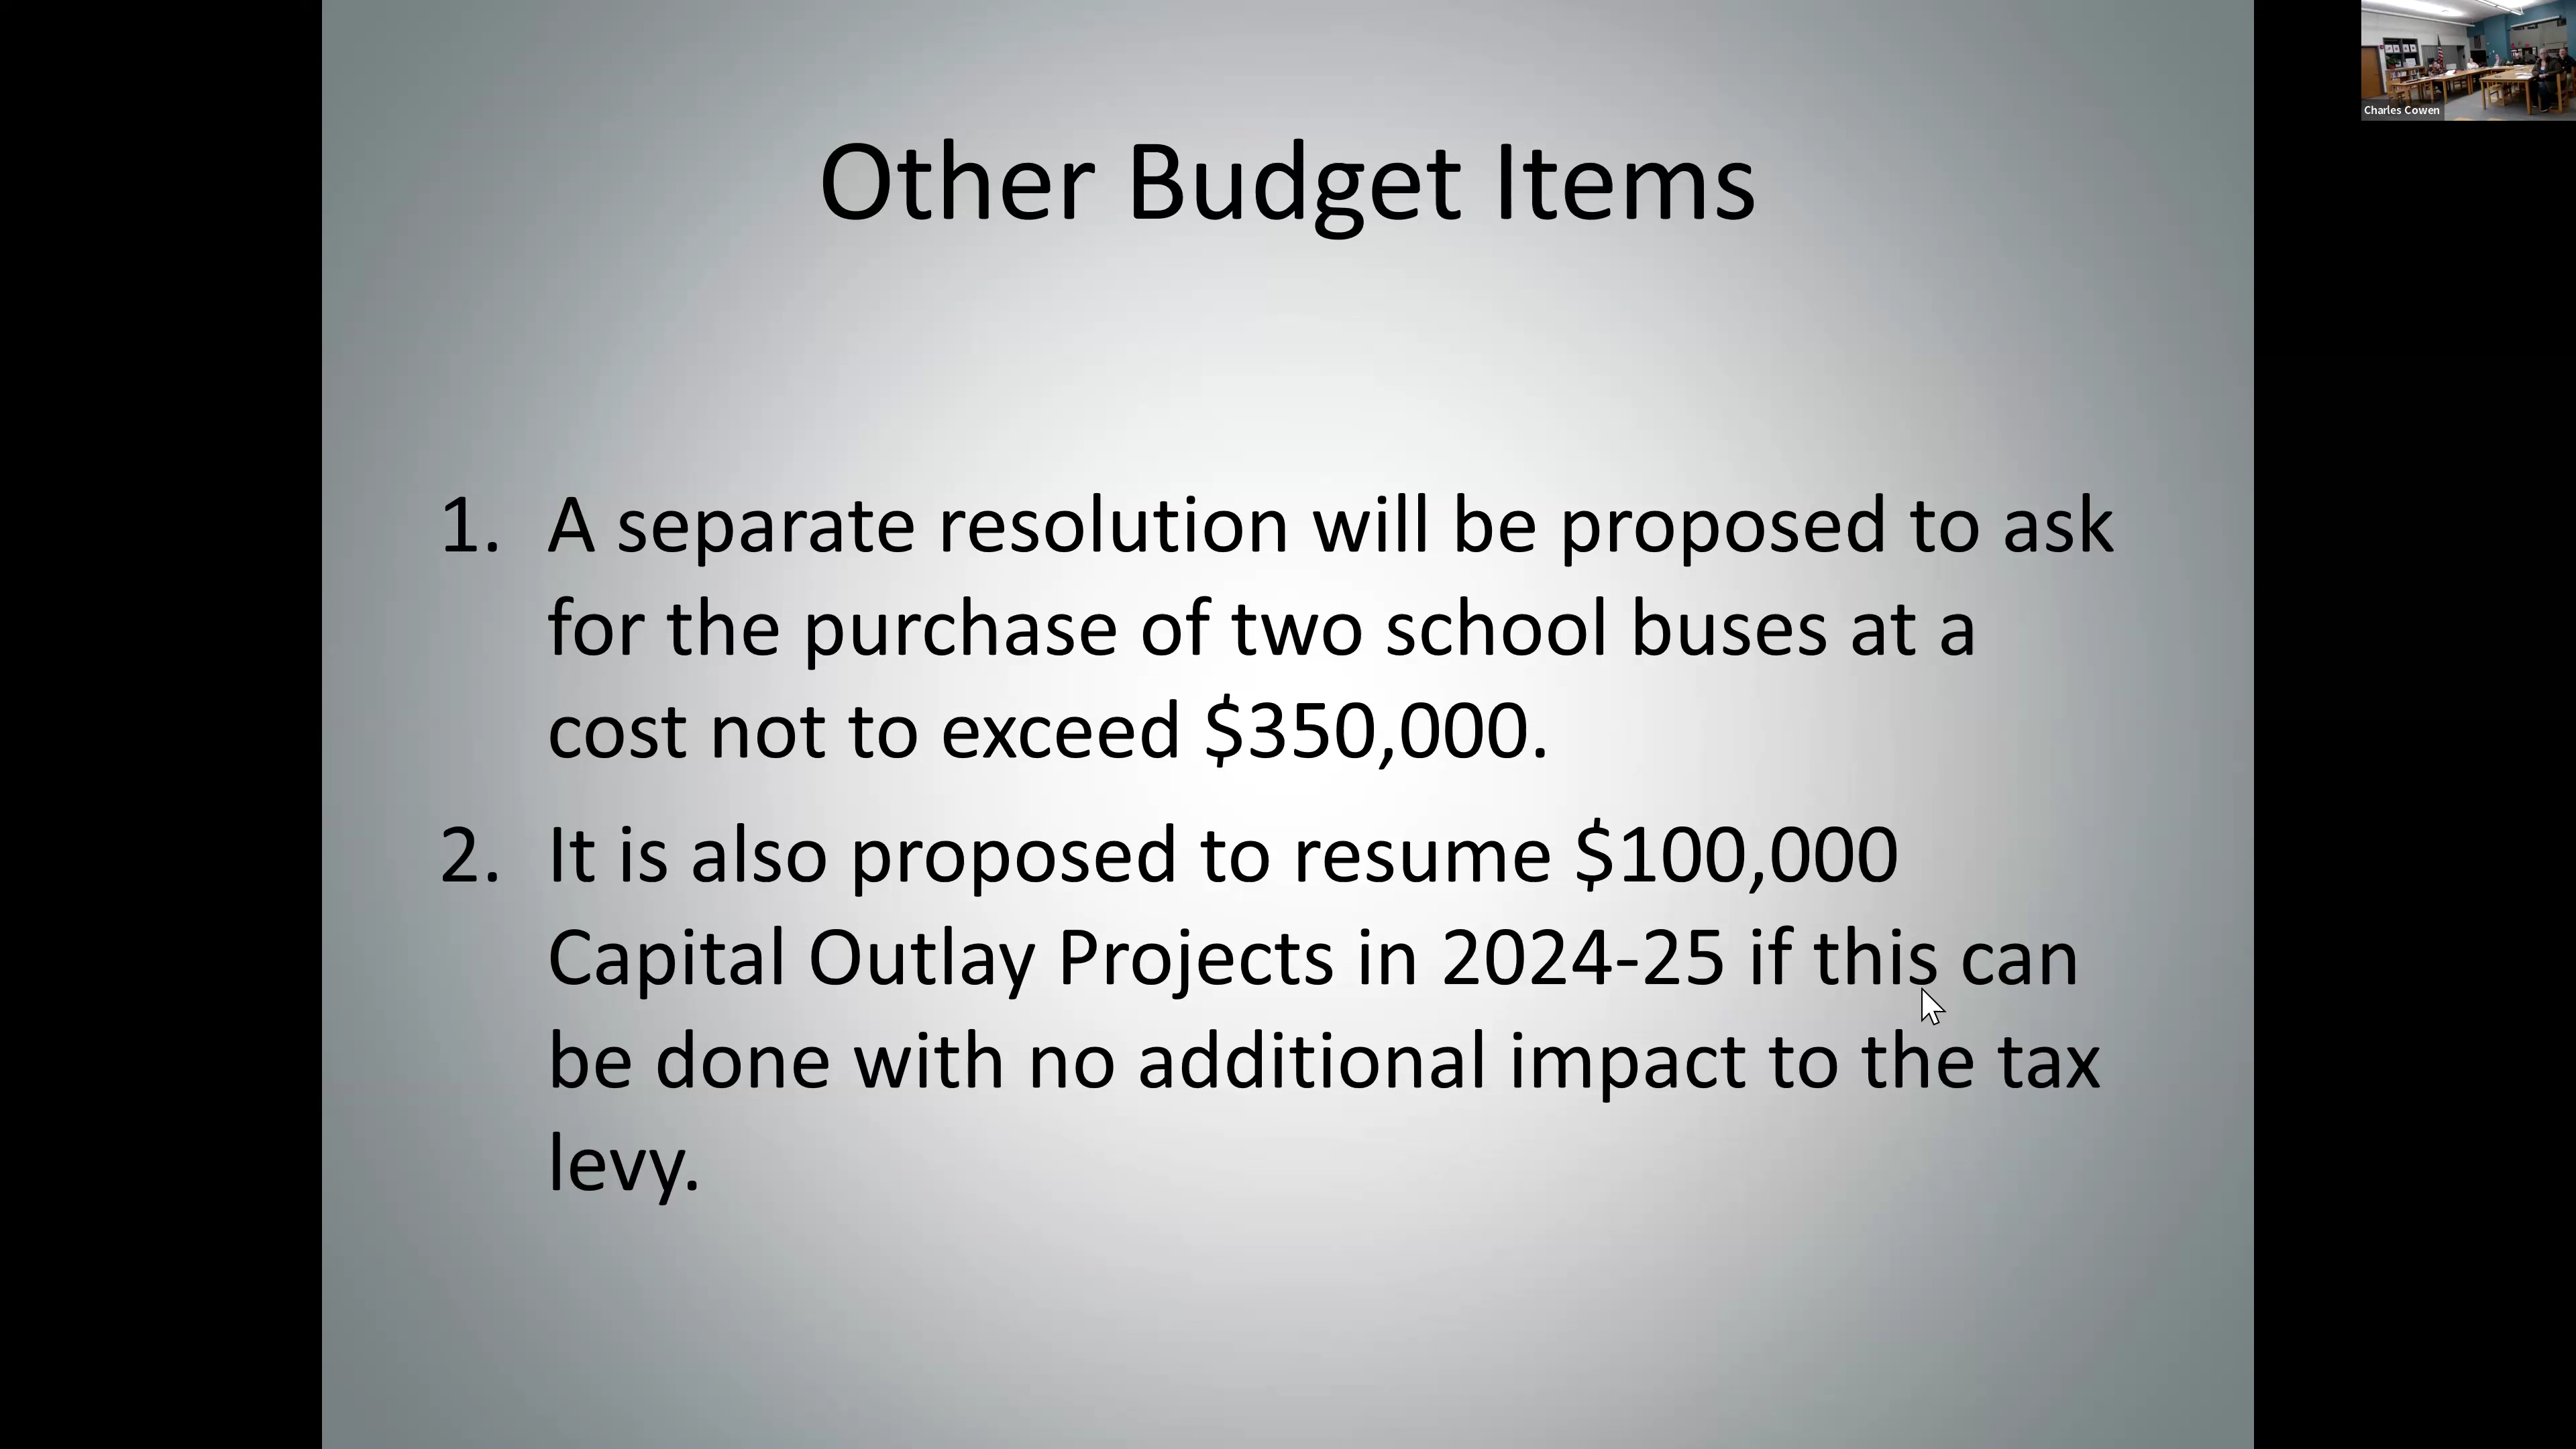 Other Budget Items
Charles Cowen
1. A separate resolution will be proposed to ask
for the purchase of two school buses at a
cost not to exceed $350,000.
2. It is also proposed to resume $100,000
Capital Outlay Projects in 2024-25 if this can
be done with no additional impact to the tax
levy.